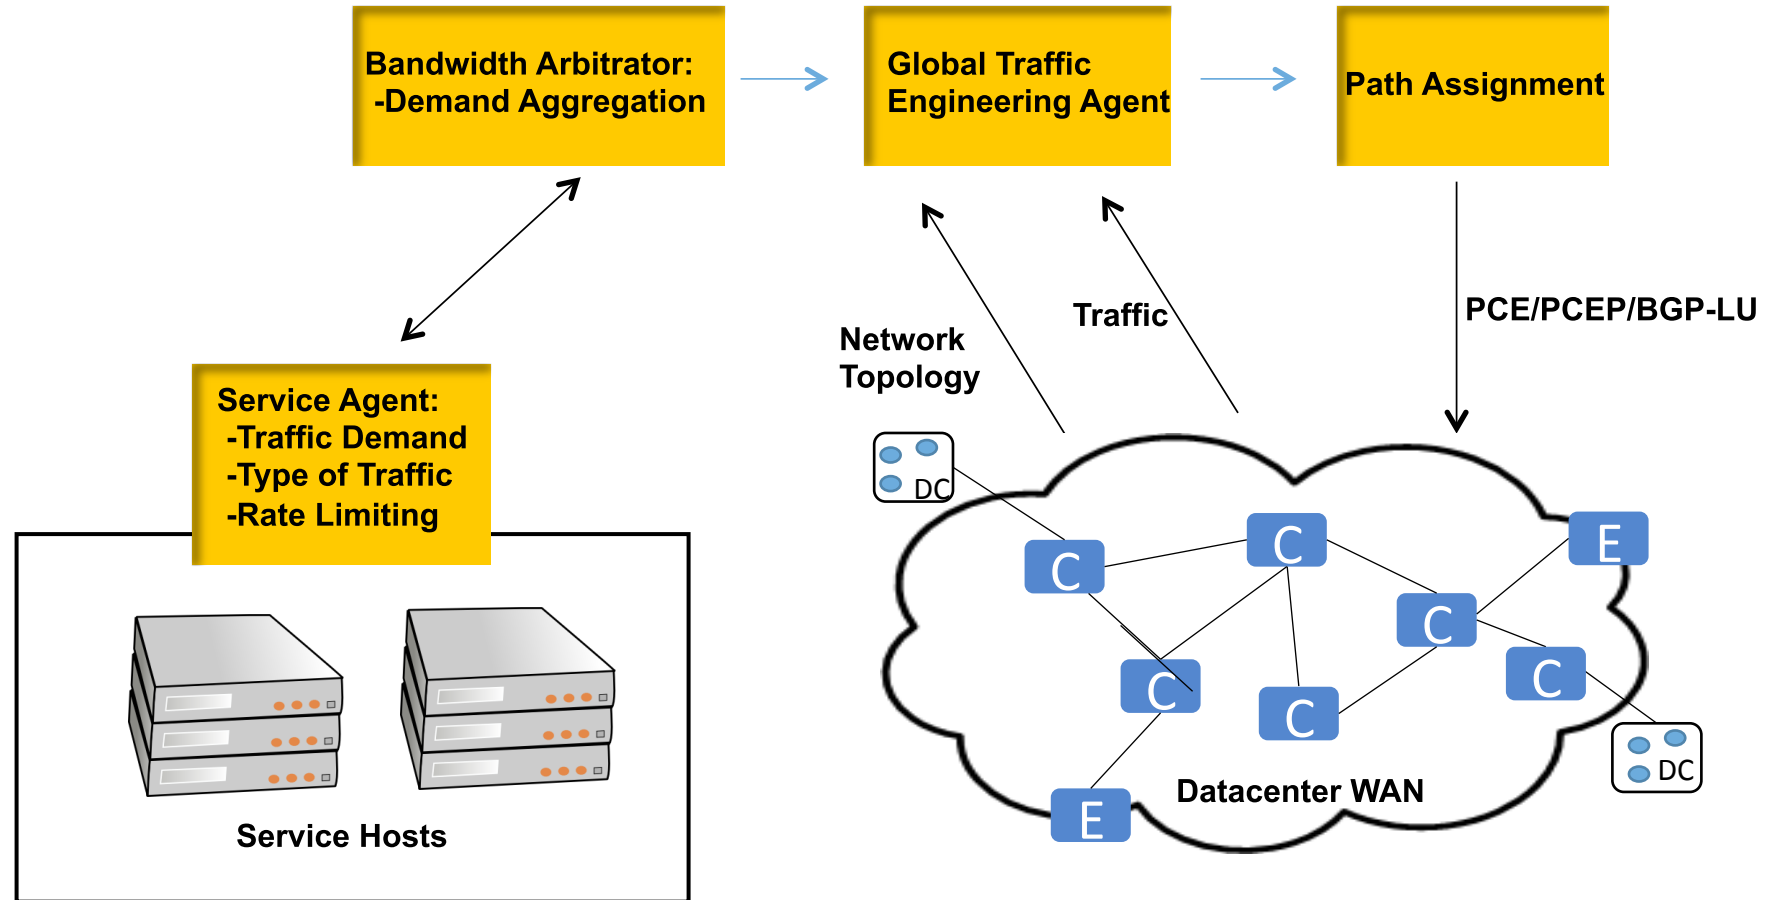 Bandwidth Arbitrator:
-Demand Aggregation
Global Traffic
Engineering Agent
Path Assignment
Network
Topology
Traffic
PCE/PCEP/BGP-LU
Service Agent:
-Traffic Demand
-Type of Traffic
-Rate Limiting
Service Hosts
DC
C
C
E
C
C
C
C
DC
E
Datacenter WAN